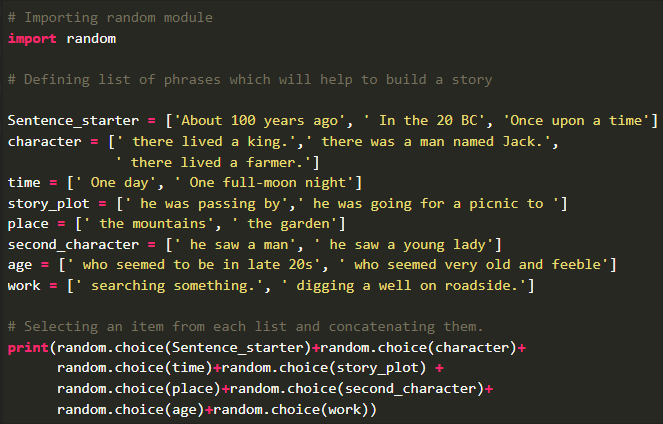 # Importing random module
import random
# Defining list of phrases which will help to build a story
Sentence_starter = ['About 100 years ago', ' In the 20 BC', 'Once upon a time']
character = [' there lived a king.',' there was a man named Jack.',
             ' there lived a farmer.']
time = [' One day', ' One full-moon night']
story_plot = [' he was passing by',' he was going for a picnic to ']
place = [' the mountains', ' the garden']
second_character = [' he saw a man', ' he saw a young lady']
age = [' who seemed to be in late 20s', ' who seemed very old and feeble']
work = [' searching something.', ' digging a well on roadside.']
# Selecting an item from each list and concatenating them.
print(random.choice(Sentence_starter)+random.choice(character)+
      random.choice(time)+random.choice(story_plot) +
      random.choice(place)+random.choice(second_character)+
      random.choice(age)+random.choice(work))